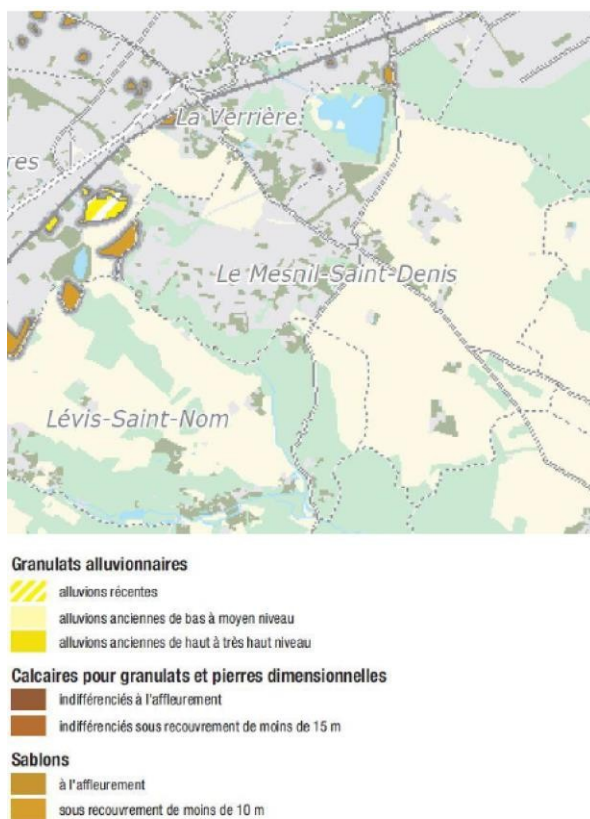 La Verrière
res
Le Mesnil-Saint-Denis
Lévis-Saint-Nom
Granulats alluvionnaires
alluvions récentes
alluvions anciennes de bas à moyen niveau
alluvions anciennes de haut à très haut niveau
Calcaires pour granulats et pierres dimensionnelles
indifférenciés à l'affleurement
indifférenciés sous recouvrement de moins de 15 m
Sablons
à l'affleurement
sous recouvrement de moins de 10 m